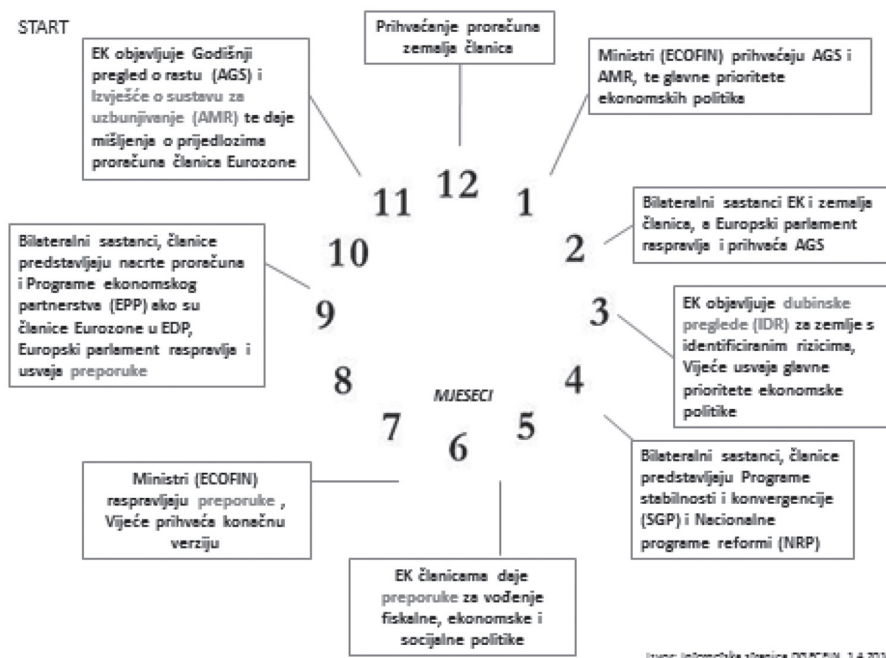 START
EK objavljuje Godišnji
pregled o rastu (AGS) i
Izvješće o sustavu za
uzbunjivanje (AMR) te daje
mišljenja o prijedlozima
proračuna članica Eurozone
Prihvaćanje proračuna
zemalja članica
Ministri (ECOFIN) prihvaćaju AGS i
AMR, te glavne prioritete
ekonomskih politika
12
1
11
Bilateralni sastanci EK i zemalja
članica, a Europski parlament
raspravlja i prihvaća AGS
2
10
Bilateralni sastanci, članice
predstavljaju nacrte proračuna
i Programe ekonomskog
partnerstva (EPP) ako su
članice Eurozone u EDP,
Europski parlament raspravlja i
usvaja preporuke
9
3
EK objavljuje dubinske
preglede (IDR) za zemlje s
identificiranim rizicima,
Vijeće usvaja glavne
prioritete ekonomske
politike
8
4
MJESECI
7
5
6
Bilateralni sastanci, članice
predstavljaju Programe
stabilnosti i konvergencije
(SGP) i Nacionalne
programe reformi (NRP)
Ministri (ECOFIN)
raspravljaju preporuke ,
Vijeće prihvaća konačnu
verziju
EK članicama daje
preporuke za vođenje
fiskalne, ekonomske i
socijalne politike